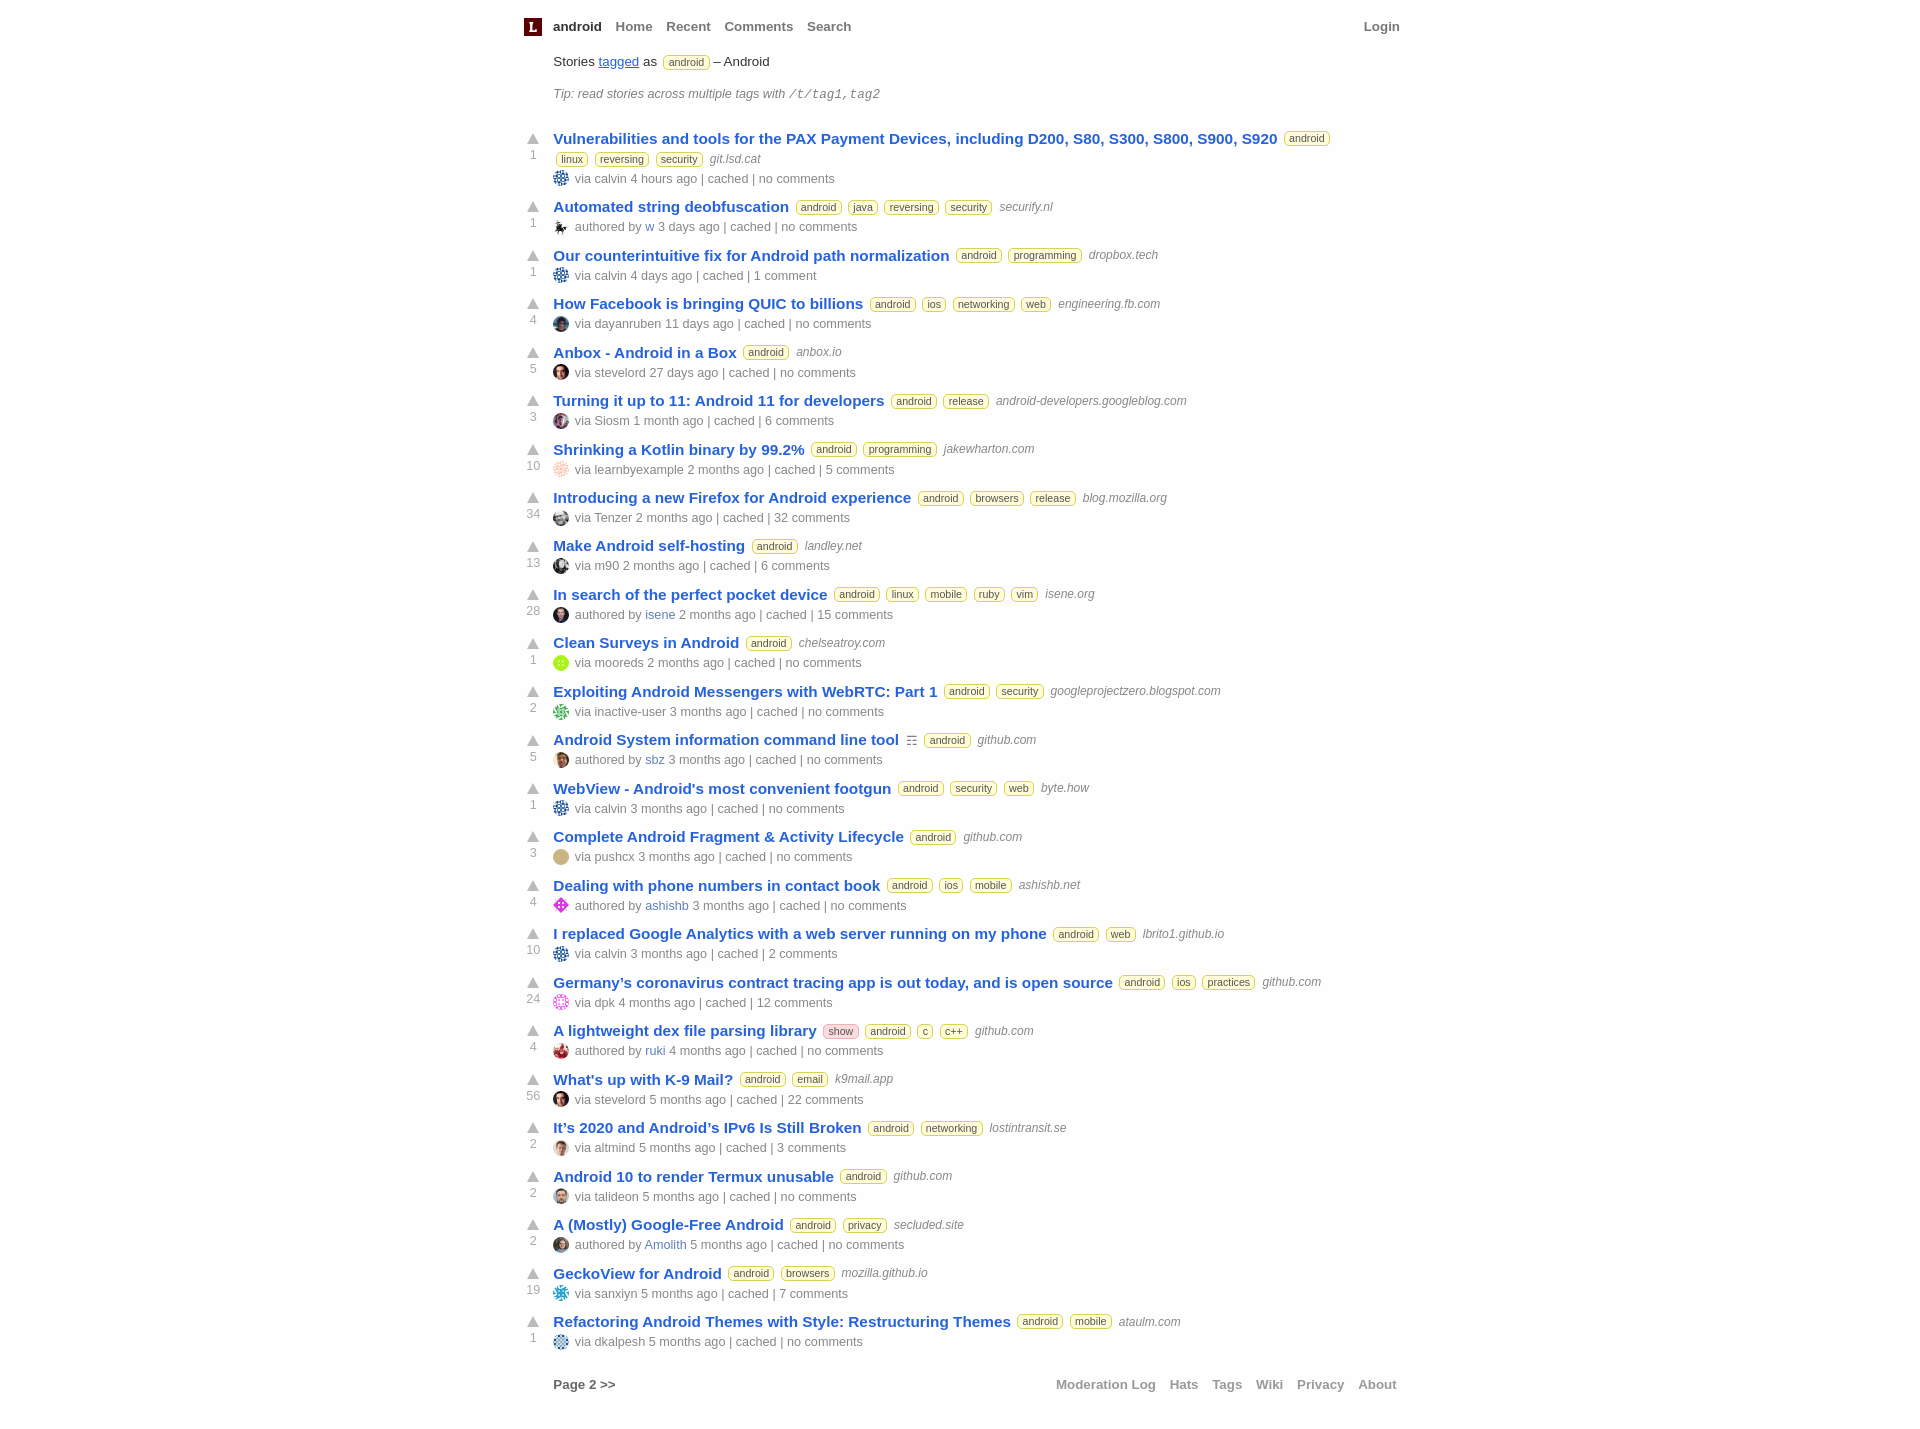 L android Home Recent Comments Search Login
Stories tagged as android – Android
Tip: read stories across multiple tags with /t/tag1,tag2
Vulnerabilities and tools for the PAX Payment Devices, including D200, S80, S300, S800, S900, S920 android
1 linux reversing security git.lsd.cat
via calvin 4 hours ago | cached | no comments
Automated string deobfuscation android java reversing security securify.nl
1 authored by w 3 days ago | cached | no comments
Our counterintuitive fix for Android path normalization android programming dropbox.tech
1 via calvin 4 days ago | cached | 1 comment
How Facebook is bringing QUIC to billions android ios networking web engineering.fb.com
4 via dayanruben 11 days ago | cached | no comments
Anbox - Android in a Box android anbox.io
5 via stevelord 27 days ago | cached | no comments
Turning it up to 11: Android 11 for developers android release android-developers.googleblog.com
3 via Siosm 1 month ago | cached | 6 comments
Shrinking a Kotlin binary by 99.2% android programming jakewharton.com
10 via learnbyexample 2 months ago | cached | 5 comments
Introducing a new Firefox for Android experience android browsers release blog.mozilla.org
34 via Tenzer 2 months ago | cached | 32 comments
Make Android self-hosting android landley.net
13 via m90 2 months ago | cached | 6 comments
In search of the perfect pocket device android linux mobile ruby vim isene.org
28 authored by isene 2 months ago | cached | 15 comments
Clean Surveys in Android android chelseatroy.com
1 via mooreds 2 months ago | cached | no comments
Exploiting Android Messengers with WebRTC: Part 1 android security googleprojectzero.blogspot.com
2 via inactive-user 3 months ago | cached | no comments
Android System information command line tool ☶ android github.com
5 authored by sbz 3 months ago | cached | no comments
WebView - Android's most convenient footgun android security web byte.how
1 via calvin 3 months ago | cached | no comments
Complete Android Fragment & Activity Lifecycle android github.com
3 via pushcx 3 months ago | cached | no comments
Dealing with phone numbers in contact book android ios mobile ashishb.net
4 authored by ashishb 3 months ago | cached | no comments
I replaced Google Analytics with a web server running on my phone android web lbrito1.github.io
10 via calvin 3 months ago | cached | 2 comments
Germany’s coronavirus contract tracing app is out today, and is open source android ios practices github.com
24 via dpk 4 months ago | cached | 12 comments
A lightweight dex file parsing library show android c c++ github.com
4 authored by ruki 4 months ago | cached | no comments
What's up with K-9 Mail? android email k9mail.app
56 via stevelord 5 months ago | cached | 22 comments
It’s 2020 and Android’s IPv6 Is Still Broken android networking lostintransit.se
2 via altmind 5 months ago | cached | 3 comments
Android 10 to render Termux unusable android github.com
2 via talideon 5 months ago | cached | no comments
A (Mostly) Google-Free Android android privacy secluded.site
2 authored by Amolith 5 months ago | cached | no comments
GeckoView for Android android browsers mozilla.github.io
19 via sanxiyn 5 months ago | cached | 7 comments
Refactoring Android Themes with Style: Restructuring Themes android mobile ataulm.com
1 via dkalpesh 5 months ago | cached | no comments
Page 2 >> Moderation Log Hats Tags Wiki Privacy About